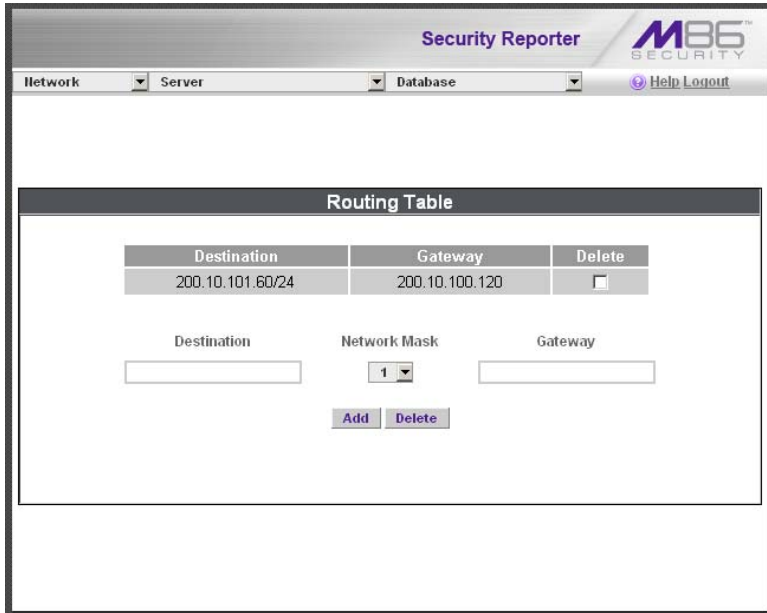 Security Reporter
M86
SECURITY™
Network Server Database Help Logout
Routing Table
Destination Gateway Delete
200.10.101.60/24 200.10.100.120
Destination Network Mask Gateway
1
Add Delete